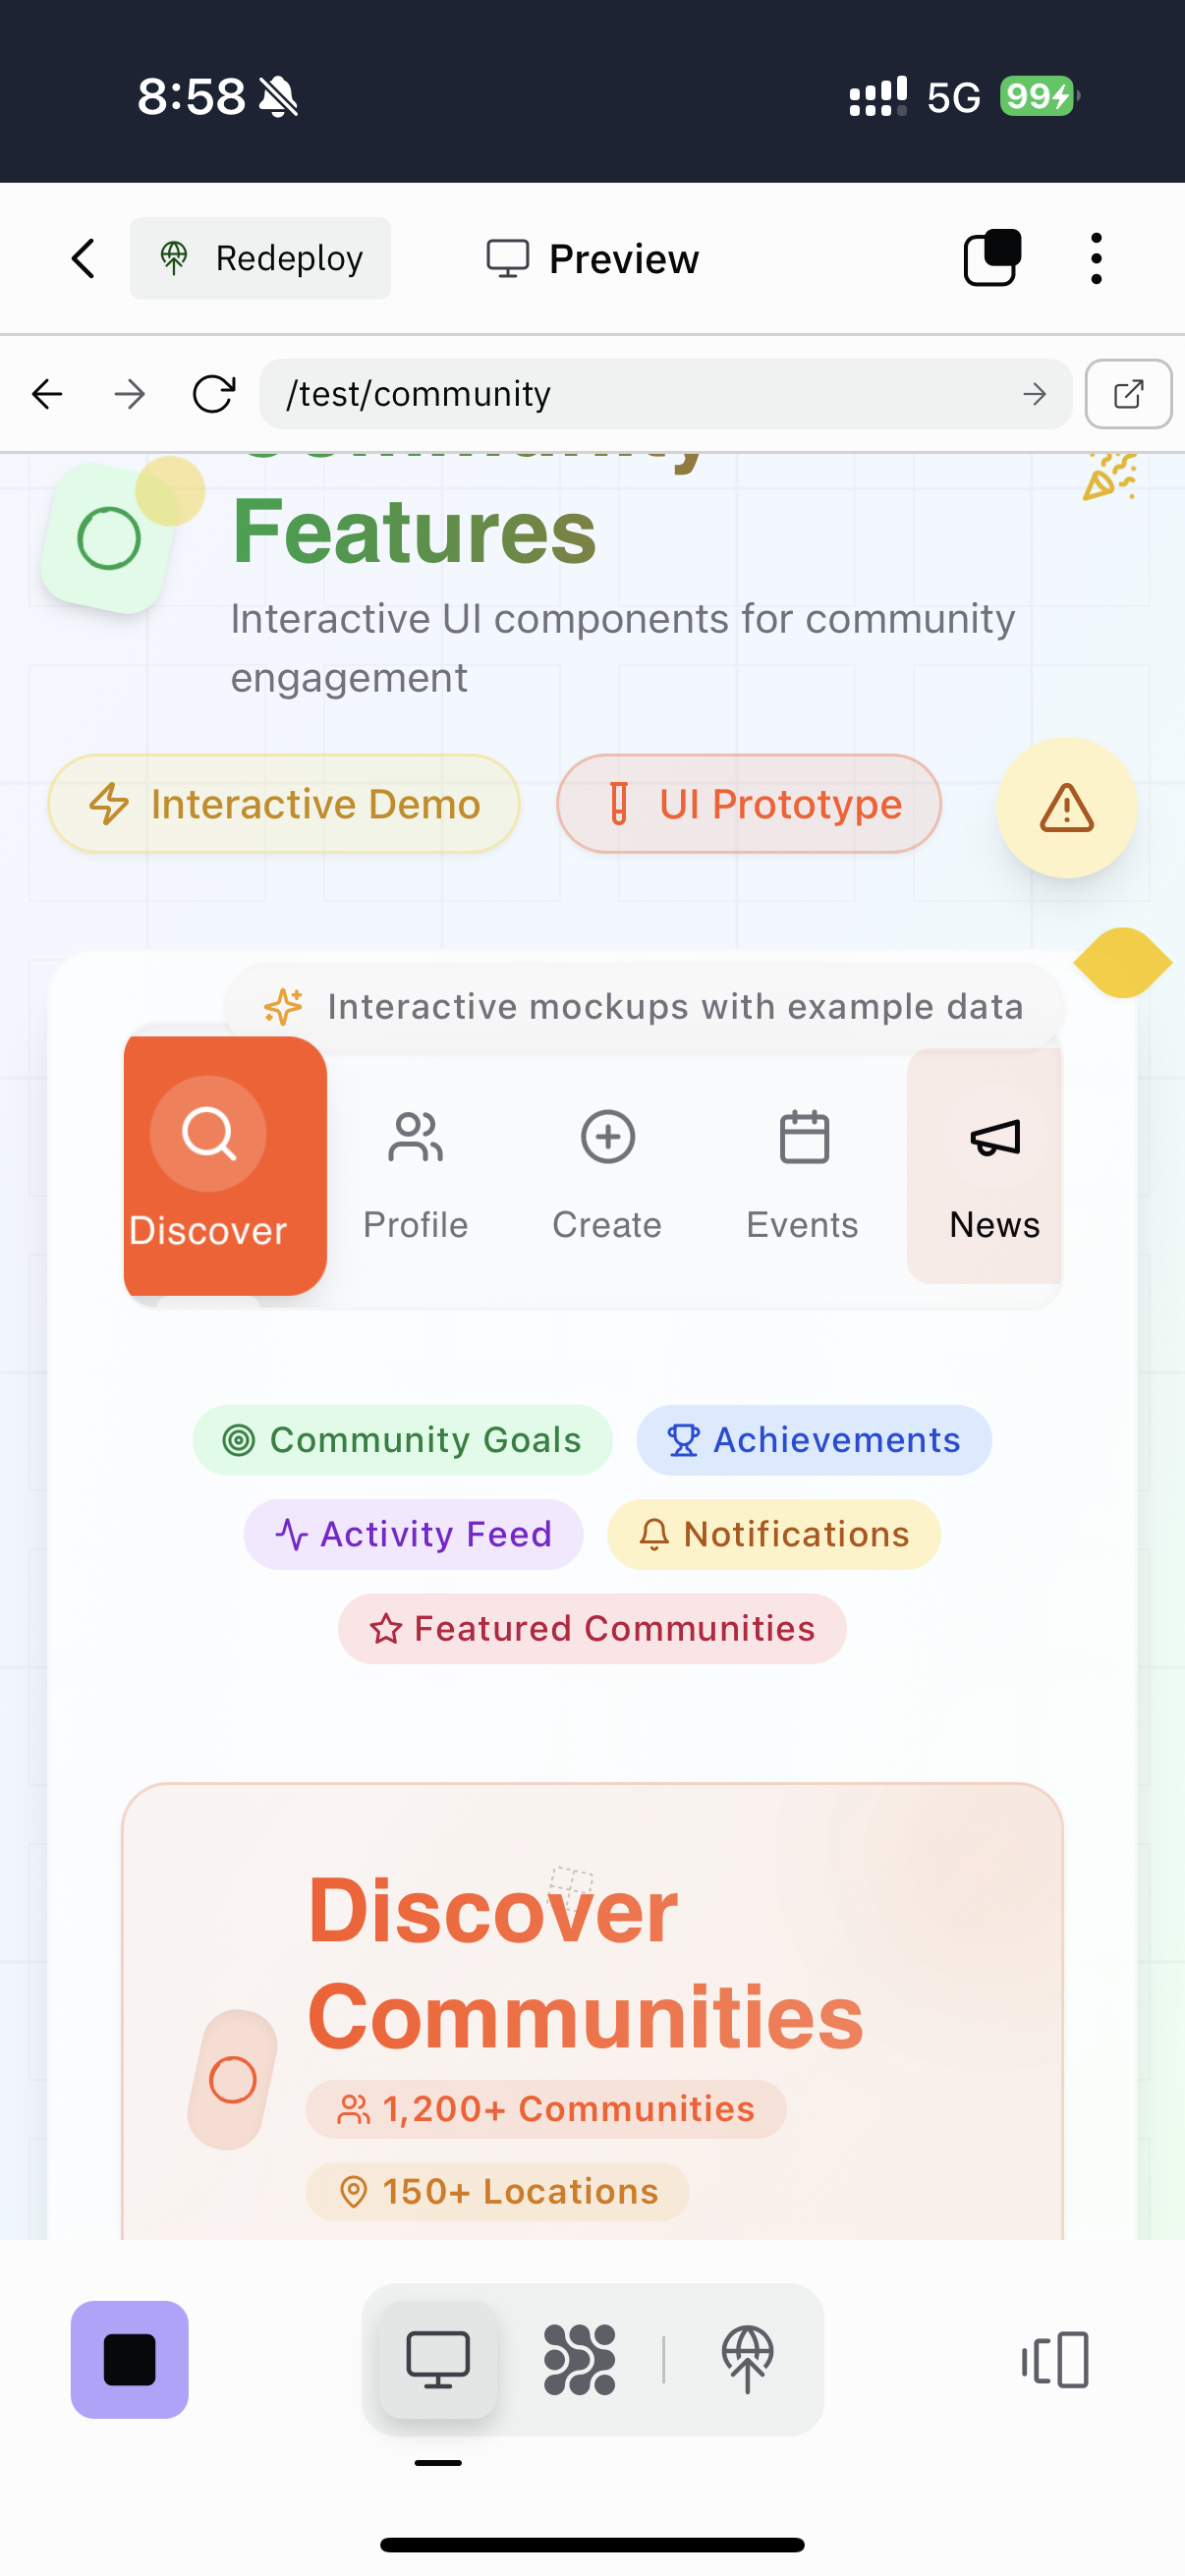 8:58
5G
99
Redeploy
Preview
/test/community
Community
Features
Interactive UI components for community
engagement
Interactive Demo
UI Prototype
Interactive mockups with example data
Discover
Profile
Create
Events
News
Community Goals
Achievements
Activity Feed
Notifications
Featured Communities
Discover
Communities
1,200+ Communities
150+ Locations